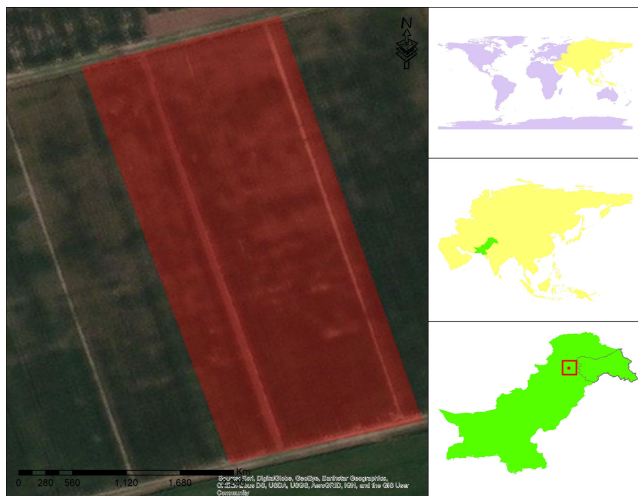 N
Km
0 280 560 1,120 1,680
Source: Esri, DigitalGlobe, GeoEye, Earthstar Geographics,
DS, USDA, USGS, AeroGRID, IGN, and the GIS User
Community